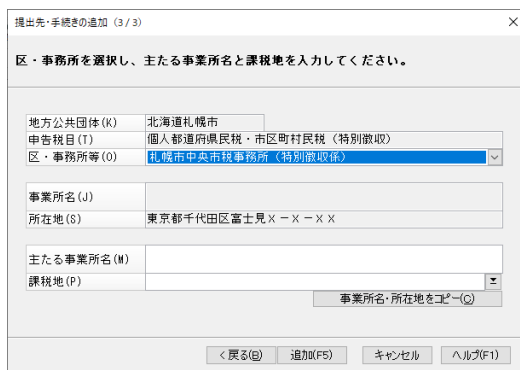 提出先・手続きの追加 (3/3)
区・事務所を選択し、主たる事業所名と課税地を入力してください。
地方公共団体(K) 北海道札幌市
申告税目(T) 個人都道府県民税・市区町村民税（特別徴収）
区・事務所等(O) 札幌市中央市税事務所（特別徴収係）
事業所名(J)
所在地(S) 東京都千代田区富士見Ｘ－Ｘ－ＸＸ
主たる事業所名(M)
課税地(P)
事業所名・所在地をコピー(C)
< 戻る(B) 追加(F5) キャンセル ヘルプ(F1)